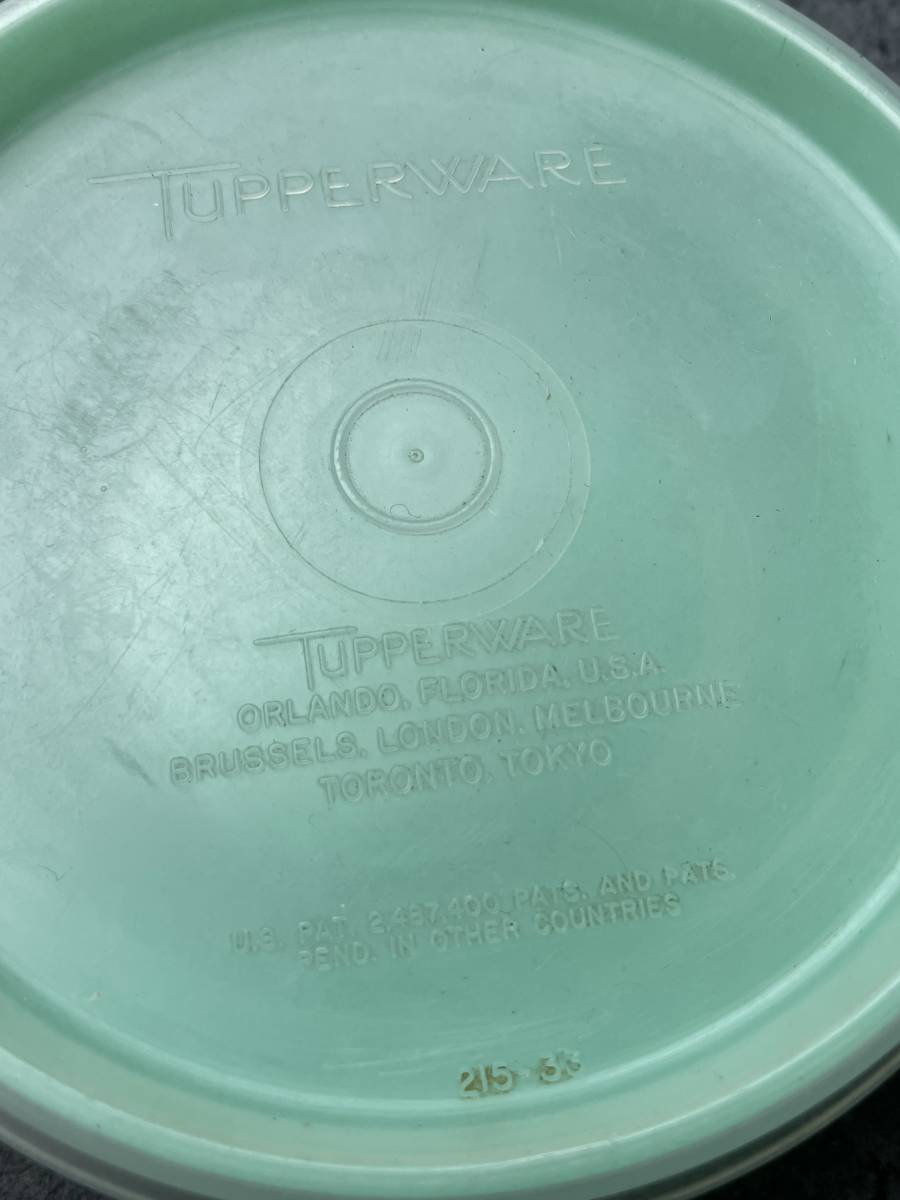 TUPPERWARE
TUPPERWARE
ORLANDO, FLORIDA, U.S.A.
BRUSSELS, LONDON, MELBOURNE
TORONTO, TOKYO
U.S. PAT. 2,487,400 PATS. AND PATS.
PEND. IN OTHER COUNTRIES
215-33